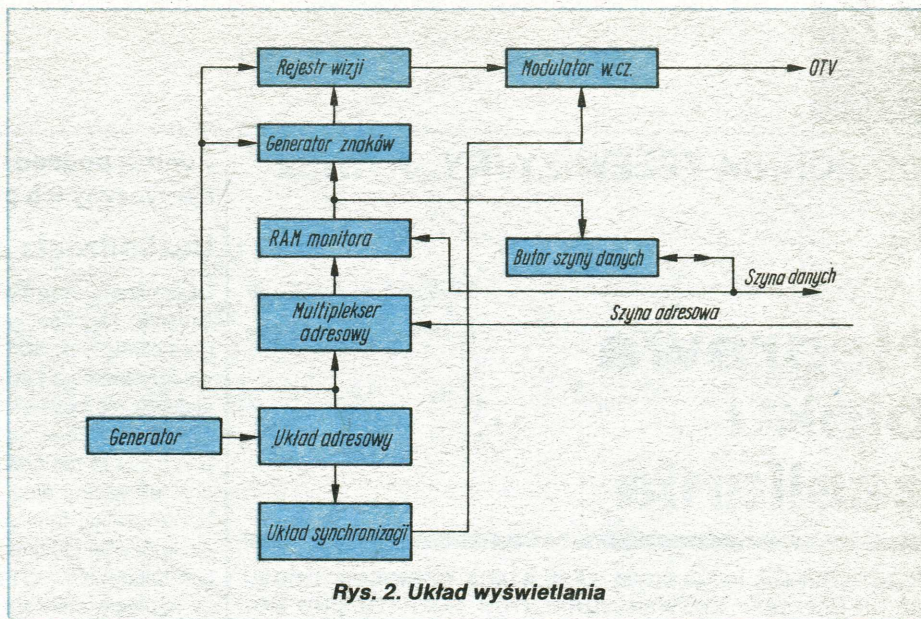 Rejestr wizji
Modulator w.cz.
OTV
Generator znaków
RAM monitora
Butor szyny danych
Szyna danych
Multiplekser
adresowy
Szyna adresowa
Generator
Układ adresowy
Układ synchronizacji
Rys. 2. Układ wyświetlania